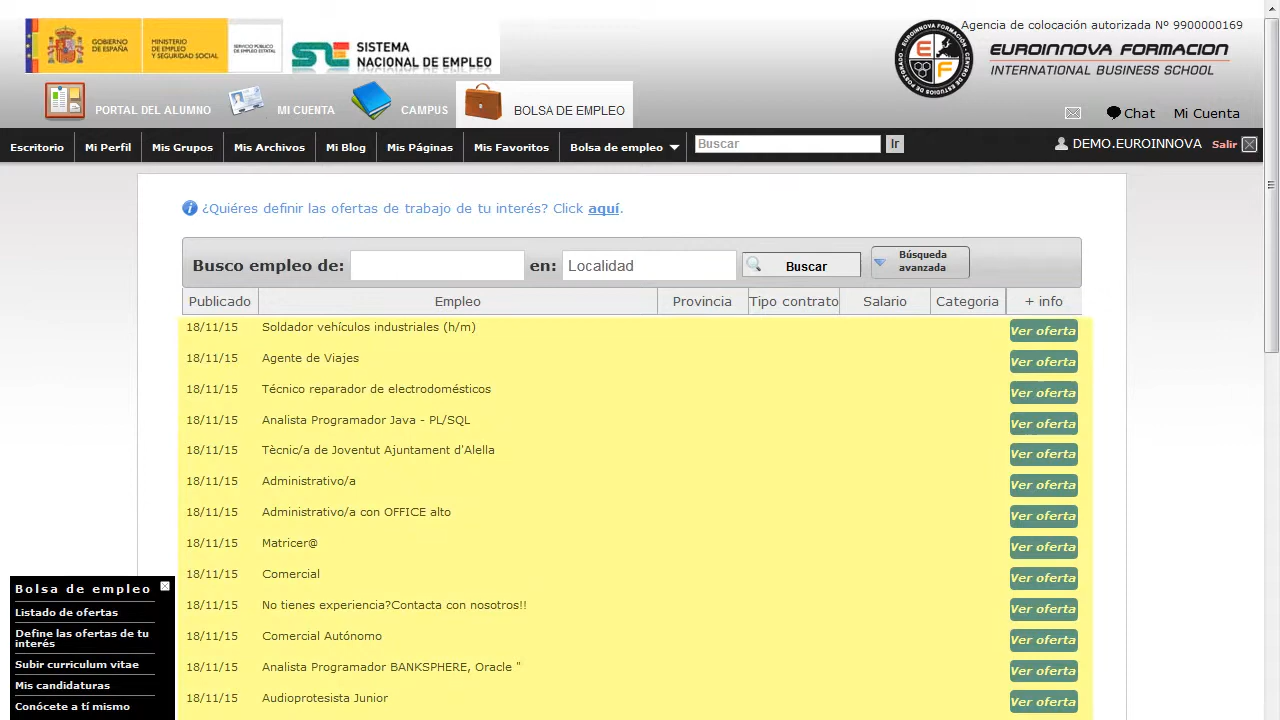 GOBIERNO DE ESPAÑA
MINISTERIO DE EMPLEO Y SEGURIDAD SOCIAL
SERVICIO PÚBLICO DE EMPLEO ESTATAL
SISTEMA NACIONAL DE EMPLEO
Agencia de colocación autorizada Nº 9900000169
EUROINNOVA FORMACION
INTERNATIONAL BUSINESS SCHOOL
PORTAL DEL ALUMNO
MI CUENTA
CAMPUS
BOLSA DE EMPLEO
Chat
Mi Cuenta
Escritorio
Mi Perfil
Mis Grupos
Mis Archivos
Mi Blog
Mis Páginas
Mis Favoritos
Bolsa de empleo
Buscar
Ir
DEMO.EUROINNOVA
Salir
¿Quiéres definir las ofertas de trabajo de tu interés? Click aquí.
Busco empleo de:
en:
Localidad
Buscar
Búsqueda avanzada
Publicado Empleo Provincia Tipo contrato Salario Categoria + info
18/11/15 Soldador vehículos industriales (h/m) Ver oferta
18/11/15 Agente de Viajes Ver oferta
18/11/15 Técnico reparador de electrodomésticos Ver oferta
18/11/15 Analista Programador Java - PL/SQL Ver oferta
18/11/15 Tècnic/a de Joventut Ajuntament d'Alella Ver oferta
18/11/15 Administrativo/a Ver oferta
18/11/15 Administrativo/a con OFFICE alto Ver oferta
18/11/15 Matricer@ Ver oferta
18/11/15 Comercial Ver oferta
18/11/15 No tienes experiencia?Contacta con nosotros!! Ver oferta
18/11/15 Comercial Autónomo Ver oferta
18/11/15 Analista Programador BANKSPHERE, Oracle " Ver oferta
18/11/15 Audioprotesista Junior Ver oferta
Bolsa de empleo
Listado de ofertas
Define las ofertas de tu
interés
Subir curriculum vitae
Mis candidaturas
Conócete a tí mismo